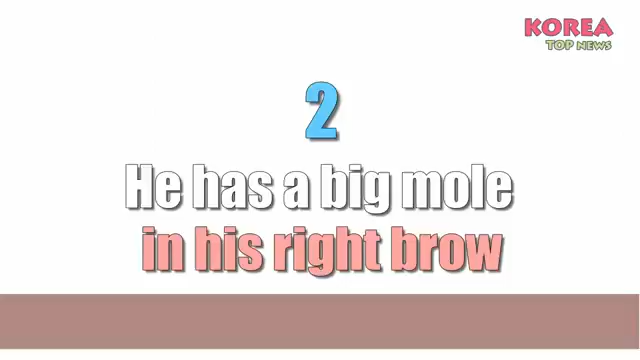 KOREA
TOP NEWS
2
He has a big mole
in his right brow